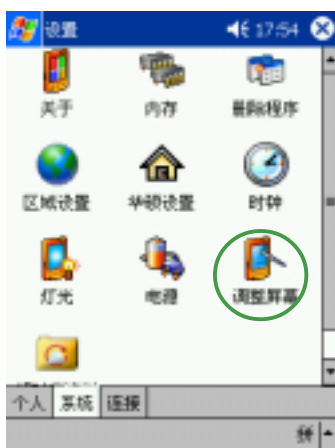 设置 17:54
关于 内存 删除程序
区域设置 华硕设置 时钟
灯光 电源 调整屏幕
个人 系统 连接
拼